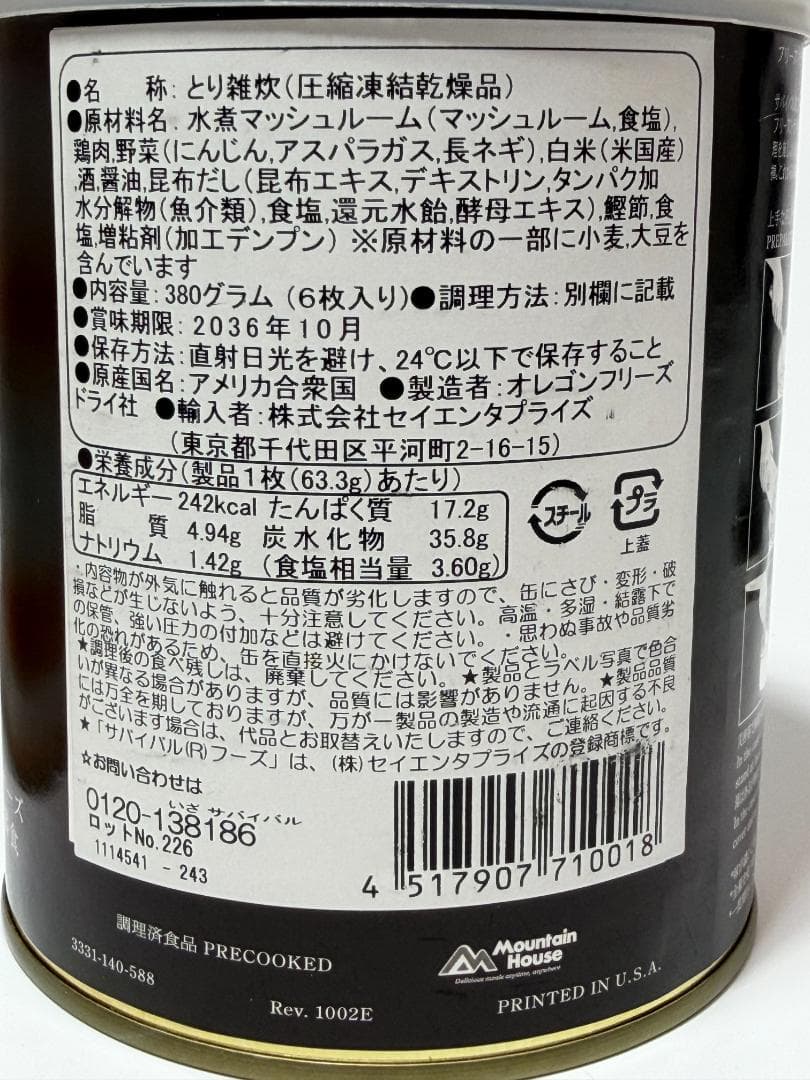 ●名　　称: とり雑炊(圧縮凍結乾燥品)
●原材料名: 水煮マッシュルーム(マッシュルーム,食塩),
鶏肉,野菜(にんじん,アスパラガス,長ネギ),白米(米国産)
酒,醤油,昆布だし(昆布エキス,デキストリン,タンパク加
水分解物(魚介類),食塩,還元水飴,酵母エキス),鰹節,食
塩,増粘剤(加工デンプン) ※原材料の一部に小麦,大豆を
含んでいます
●内容量: 380グラム (6枚入り)●調理方法: 別欄に記載
●賞味期限: 2036年10月
●保存方法: 直射日光を避け、24℃以下で保存すること
●原産国名: アメリカ合衆国 ●製造者: オレゴンフリーズ
ドライ社 ●輸入者: 株式会社セイエンタプライズ
(東京都千代田区平河町2-16-15)
●栄養成分(製品1枚(63.3g)あたり)
エネルギー 242kcal たんぱく質 17.2g
脂　　質 4.94g 炭水化物 35.8g
ナトリウム 1.42g (食塩相当量 3.60g)
スチール
プラ
上蓋
・内容物が外気に触れると品質が劣化しますので、缶にさび・変形・破
損などが生じないよう、十分注意してください。高温・多湿・結露下で
の保管、強い圧力の付加などは避けてください。・思わぬ事故や品質劣
化の恐れがあるため、缶を直接火にかけないでください。
★調理後の食べ残しは、廃棄してください。★製品とラベル写真で色合
いが異なる場合がありますが、品質には影響がありません。★製品品質
には万全を期しておりますが、万が一製品の製造や流通に起因する不良
がございます場合は、代品とお取替えいたしますので、ご連絡ください。
★「サバイバル(R)フーズ」は、(株)セイエンタプライズの登録商標です。
☆お問い合わせは
いざ サバイバル
0120-138186
ロットNo.226
1114541 - 243
4 517907 710018
調理済食品 PRECOOKED
3331-140-588
Mountain
House
Delicious meals anytime, anywhere
Rev. 1002E
PRINTED IN U.S.A.